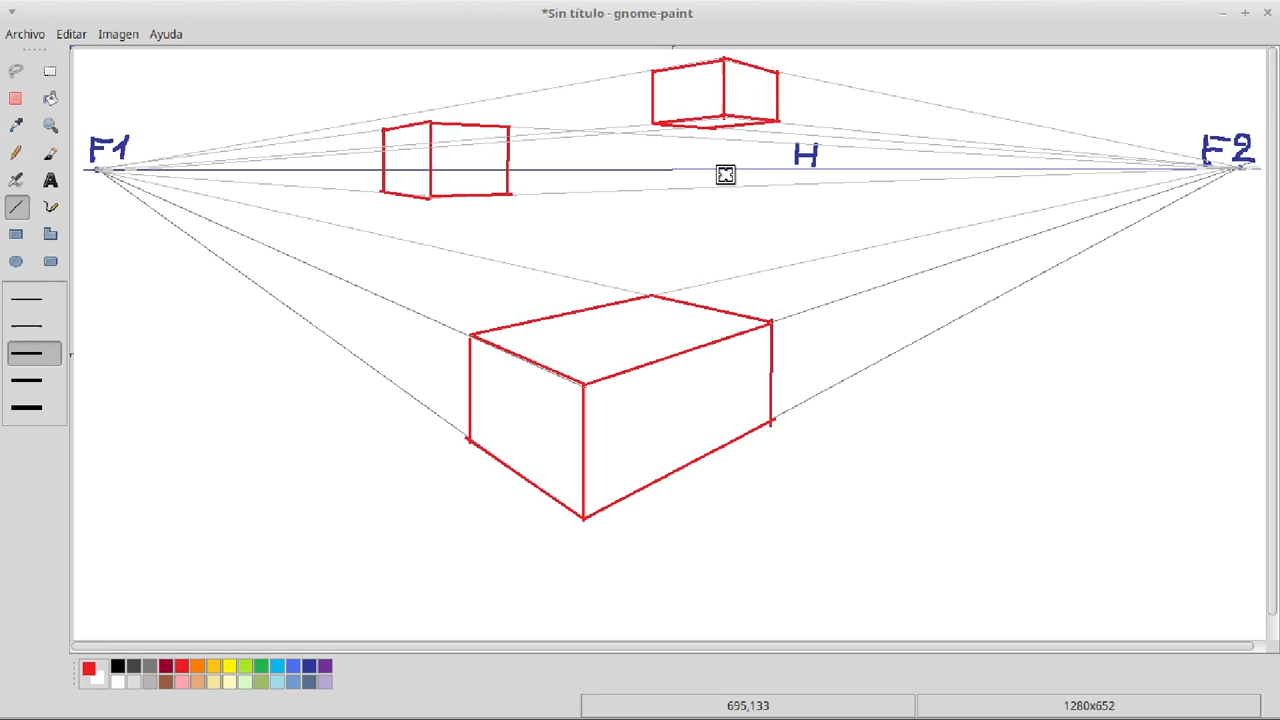 *Sin título - gnome-paint
Archivo Editar Imagen Ayuda
F1
H
F2
A
695,133
1280x652